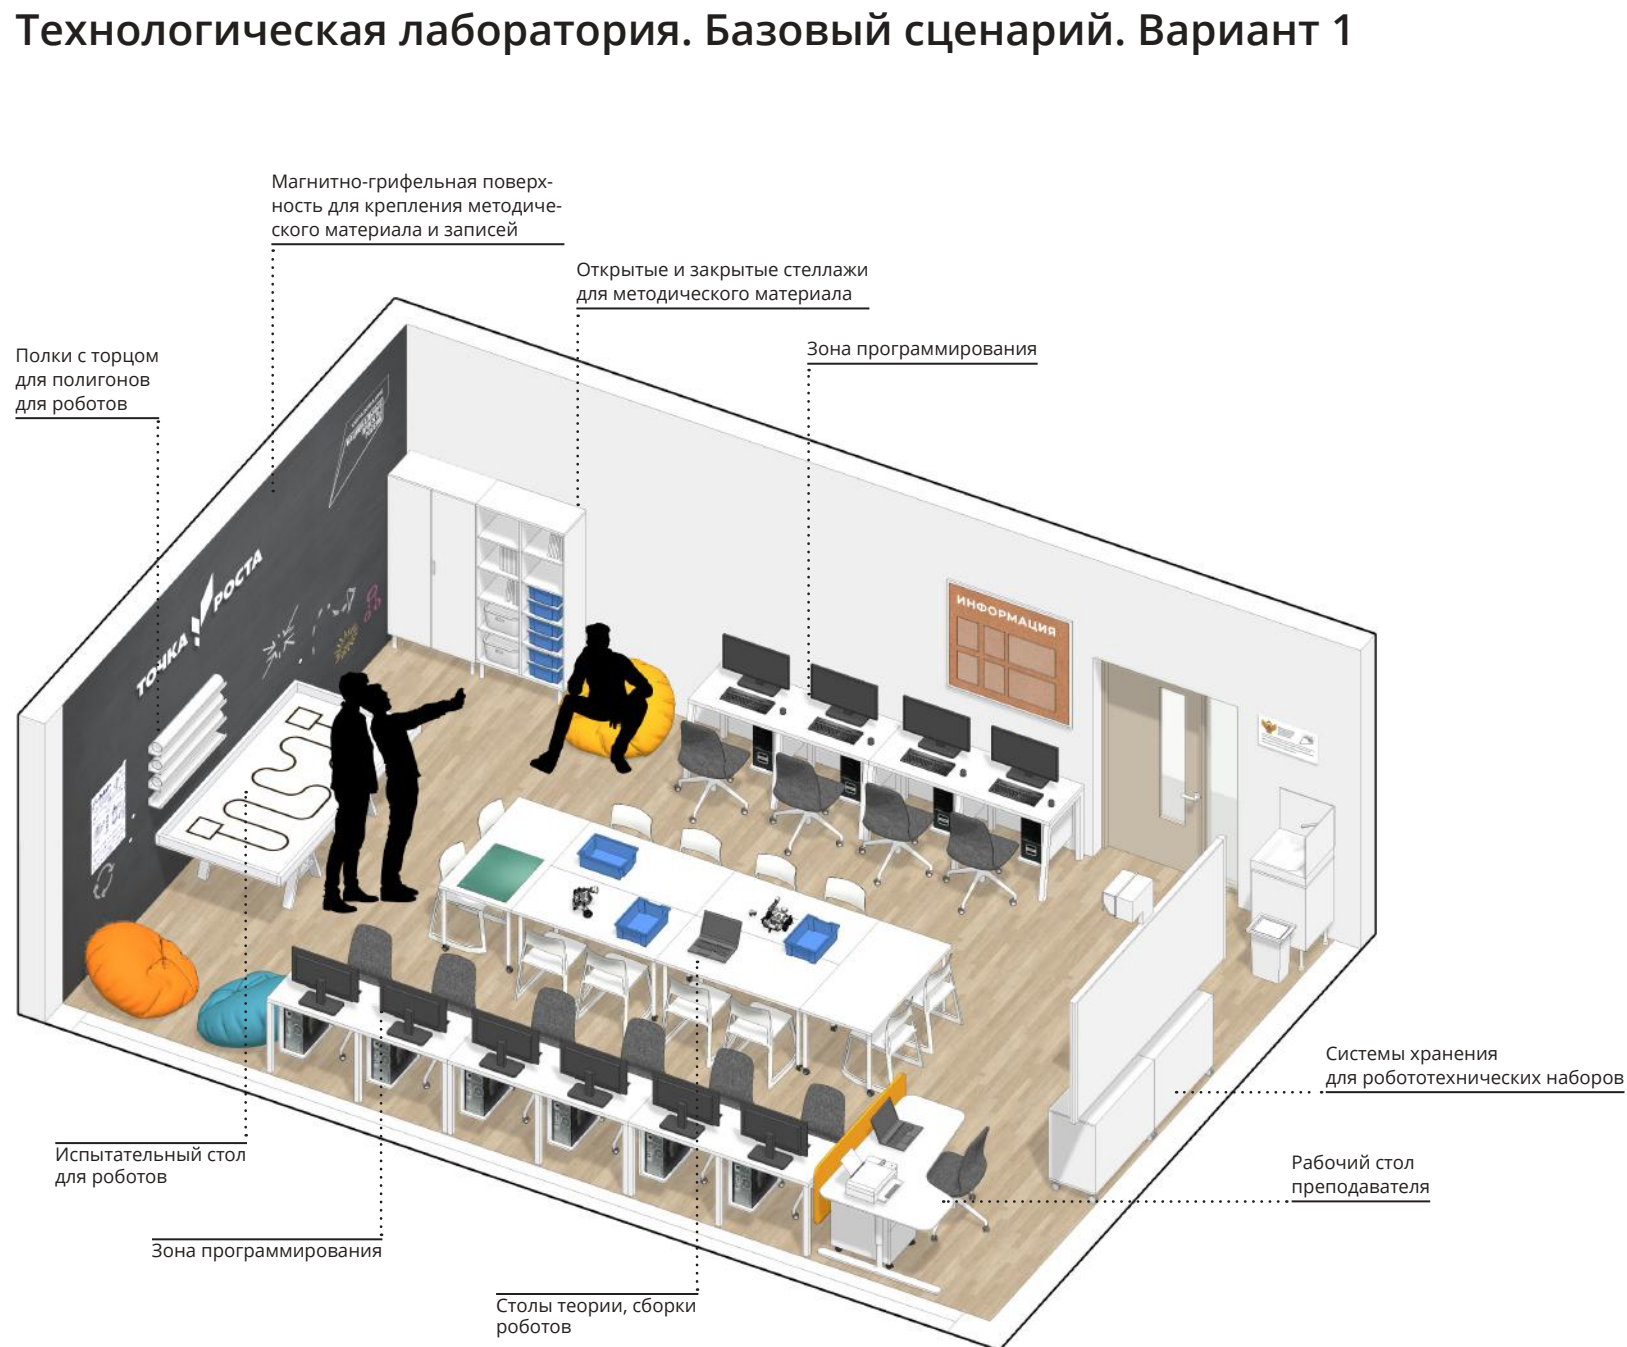 Технологическая лаборатория. Базовый сценарий. Вариант 1
Магнитно-грифельная поверх-
ность для крепления методиче-
ского материала и записей
Открытые и закрытые стеллажи
для методического материала
Зона программирования
Полки с торцом
для полигонов
для роботов
ТОЧКА РОСТА
ИНФОРМАЦИЯ
Системы хранения
для робототехнических наборов
Испытательный стол
для роботов
Рабочий стол
преподавателя
Зона программирования
Столы теории, сборки
роботов